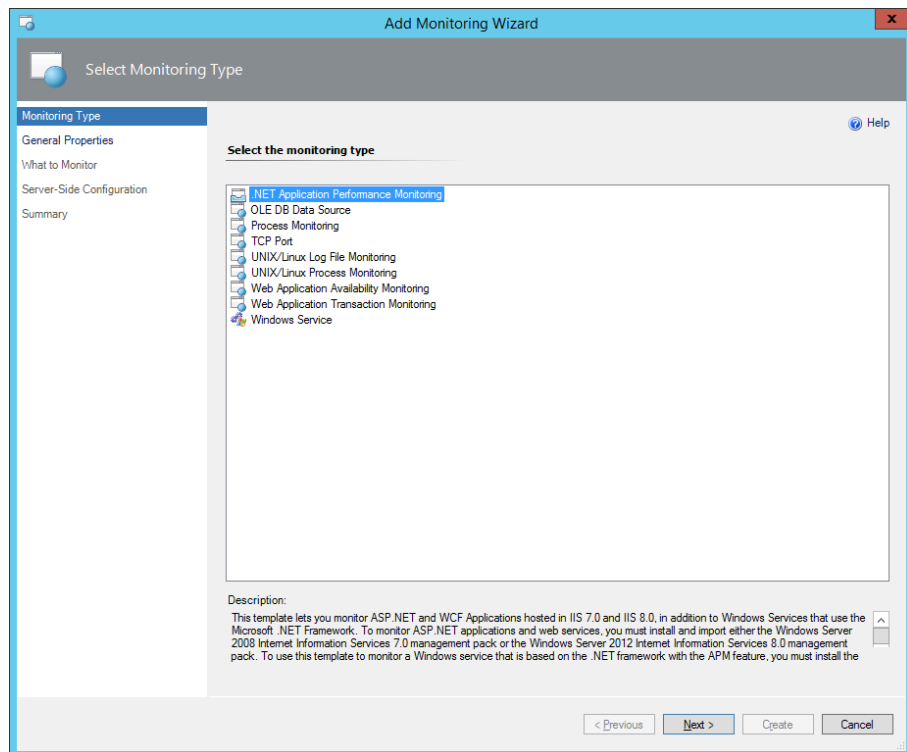 Add Monitoring Wizard
x
Select Monitoring Type
Monitoring Type
General Properties
What to Monitor
Server-Side Configuration
Summary
Help
Select the monitoring type
.NET Application Performance Monitoring
OLE DB Data Source
Process Monitoring
TCP Port
UNIX/Linux Log File Monitoring
UNIX/Linux Process Monitoring
Web Application Availability Monitoring
Web Application Transaction Monitoring
Windows Service
Description:
This template lets you monitor ASP.NET and WCF Applications hosted in IIS 7.0 and IIS 8.0, in addition to Windows Services that use the
Microsoft .NET Framework. To monitor ASP.NET applications and web services, you must install and import either the Windows Server
2008 Internet Information Services 7.0 management pack or the Windows Server 2012 Internet Information Services 8.0 management
pack. To use this template to monitor a Windows service that is based on the .NET framework with the APM feature, you must install the
< Previous
Next >
Create
Cancel